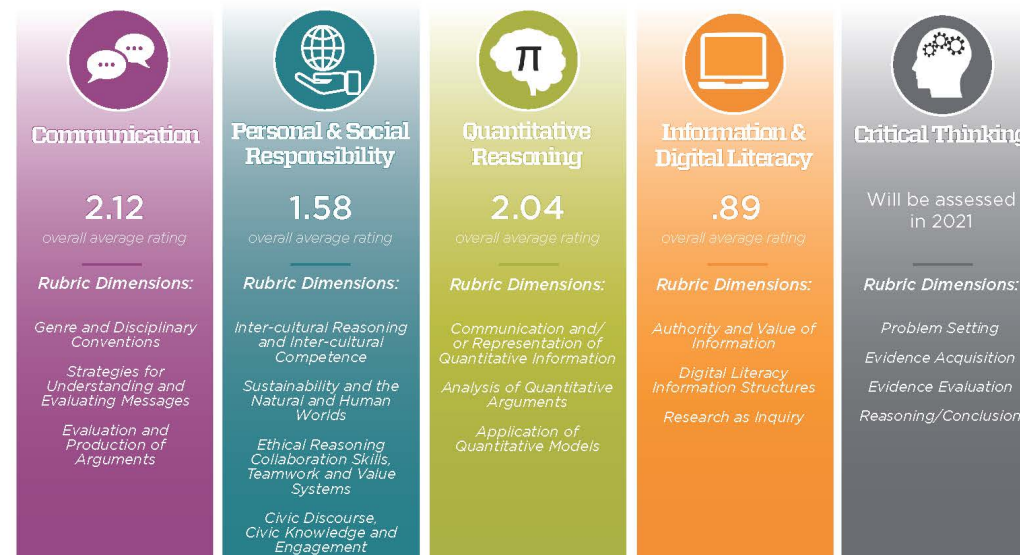 π
Communication
2.12
overall average rating
Rubric Dimensions:
Genre and Disciplinary
Conventions
Strategies for
Understanding and
Evaluating Messages
Evaluation and
Production of
Arguments
Personal & Social
Responsibility
1.58
overall average rating
Rubric Dimensions:
Inter-cultural Reasoning
and Inter-cultural
Competence
Sustainability and the
Natural and Human
Worlds
Ethical Reasoning
Collaboration Skills,
Teamwork and Value
Systems
Civic Discourse,
Civic Knowledge and
Engagement
Quantitative
Reasoning
2.04
overall average rating
Rubric Dimensions:
Communication and/
or Representation of
Quantitative Information
Analysis of Quantitative
Arguments
Application of
Quantitative Models
Information &
Digital Literacy
.89
overall average rating
Rubric Dimensions:
Authority and Value of
Information
Digital Literacy
Information Structures
Research as Inquiry
Critical Thinking
Will be assessed
in 2021
Rubric Dimensions:
Problem Setting
Evidence Acquisition
Evidence Evaluation
Reasoning/Conclusion